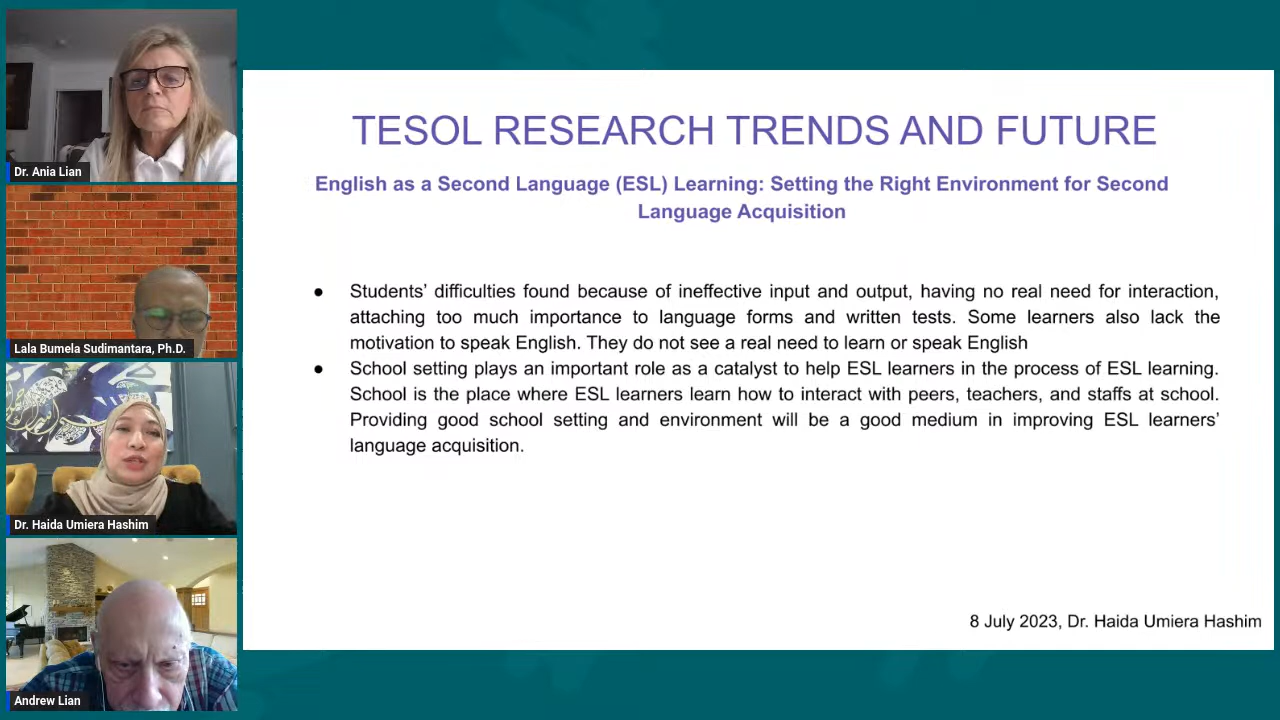 Dr. Ania Lian
Lala Bumela Sudimantara, Ph.D.
Dr. Haida Umiera Hashim
Andrew Lian
TESOL RESEARCH TRENDS AND FUTURE
English as a Second Language (ESL) Learning: Setting the Right Environment for Second
Language Acquisition
● Students’ difficulties found because of ineffective input and output, having no real need for interaction,
attaching too much importance to language forms and written tests. Some learners also lack the
motivation to speak English. They do not see a real need to learn or speak English
● School setting plays an important role as a catalyst to help ESL learners in the process of ESL learning.
School is the place where ESL learners learn how to interact with peers, teachers, and staffs at school.
Providing good school setting and environment will be a good medium in improving ESL learners’
language acquisition.
8 July 2023, Dr. Haida Umiera Hashim